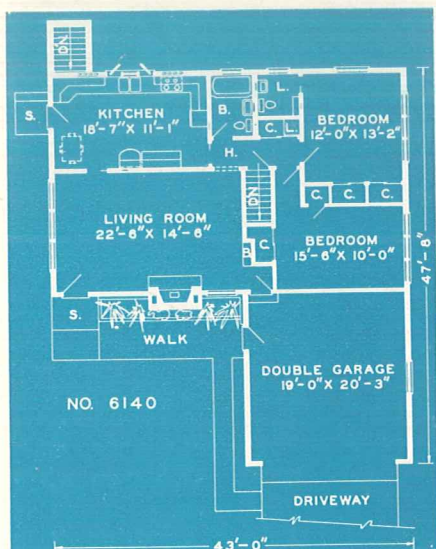 DN.
S.
KITCHEN
18'-7" X 11'-1"
B.
L.
C.
L.
BEDROOM
12'-0" X 13'-2"
H.
DN
C.
C.
C.
LIVING ROOM
22'-6" X 14'-6"
B
C.
BEDROOM
15'-6" X 10'-0"
47'-8"
S.
WALK
DOUBLE GARAGE
19'-0" X 20'-3"
NO. 6140
DRIVEWAY
43'-0"